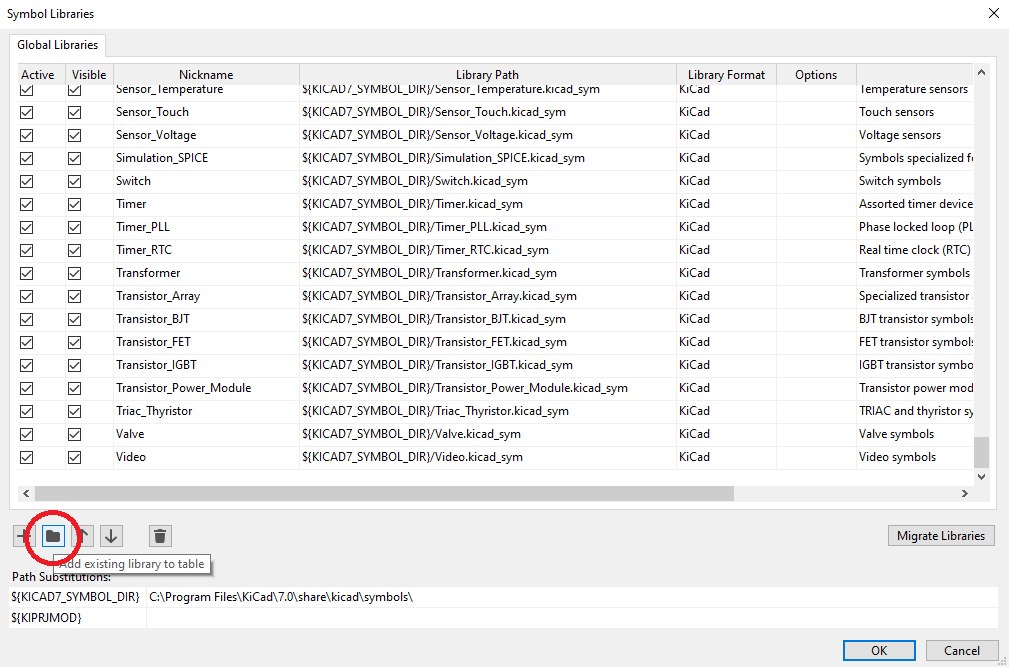 Symbol Libraries
Global Libraries
Active Visible Nickname Library Path Library Format Options
Sensor_Temperature ${KICAD7_SYMBOL_DIR}/Sensor_Temperature.kicad_sym KiCad Temperature sensors
Sensor_Touch ${KICAD7_SYMBOL_DIR}/Sensor_Touch.kicad_sym KiCad Touch sensors
Sensor_Voltage ${KICAD7_SYMBOL_DIR}/Sensor_Voltage.kicad_sym KiCad Voltage sensors
Simulation_SPICE ${KICAD7_SYMBOL_DIR}/Simulation_SPICE.kicad_sym KiCad Symbols specialized f
Switch ${KICAD7_SYMBOL_DIR}/Switch.kicad_sym KiCad Switch symbols
Timer ${KICAD7_SYMBOL_DIR}/Timer.kicad_sym KiCad Assorted timer device
Timer_PLL ${KICAD7_SYMBOL_DIR}/Timer_PLL.kicad_sym KiCad Phase locked loop (PL
Timer_RTC ${KICAD7_SYMBOL_DIR}/Timer_RTC.kicad_sym KiCad Real time clock (RTC)
Transformer ${KICAD7_SYMBOL_DIR}/Transformer.kicad_sym KiCad Transformer symbols
Transistor_Array ${KICAD7_SYMBOL_DIR}/Transistor_Array.kicad_sym KiCad Specialized transistor
Transistor_BJT ${KICAD7_SYMBOL_DIR}/Transistor_BJT.kicad_sym KiCad BJT transistor symbols
Transistor_FET ${KICAD7_SYMBOL_DIR}/Transistor_FET.kicad_sym KiCad FET transistor symbols
Transistor_IGBT ${KICAD7_SYMBOL_DIR}/Transistor_IGBT.kicad_sym KiCad IGBT transistor symbo
Transistor_Power_Module ${KICAD7_SYMBOL_DIR}/Transistor_Power_Module.kicad_sym KiCad Transistor power mod
Triac_Thyristor ${KICAD7_SYMBOL_DIR}/Triac_Thyristor.kicad_sym KiCad TRIAC and thyristor sy
Valve ${KICAD7_SYMBOL_DIR}/Valve.kicad_sym KiCad Valve symbols
Video ${KICAD7_SYMBOL_DIR}/Video.kicad_sym KiCad Video symbols
Migrate Libraries
Add existing library to table
Path Substitutions:
${KICAD7_SYMBOL_DIR} C:\Program Files\KiCad\7.0\share\kicad\symbols\
${KIPRJMOD}
OK Cancel